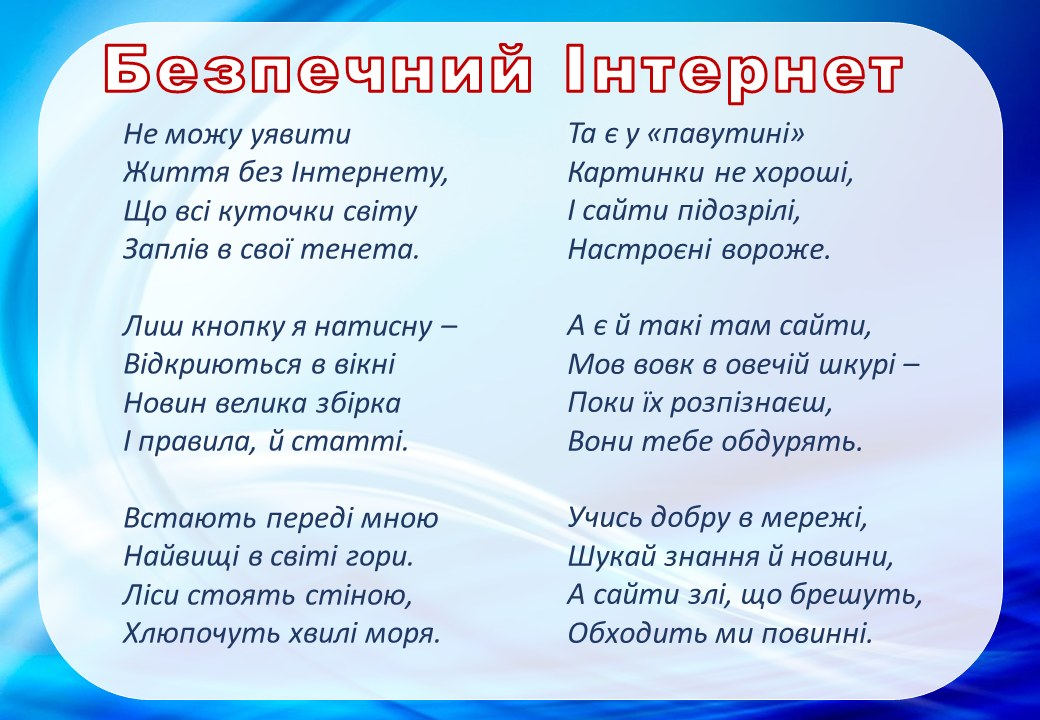 Безпечний Інтернет
Не можу уявити
Життя без Інтернету,
Що всі куточки світу
Заплів в свої тенета.
Лиш кнопку я натисну –
Відкриються в вікні
Новин велика збірка
І правила, й статті.
Встають переді мною
Найвищі в світі гори.
Ліси стоять стіною,
Хлюпочуть хвилі моря.
Та є у «павутині»
Картинки не хороші,
І сайти підозрілі,
Настроєні вороже.
А є й такі там сайти,
Мов вовк в овечій шкурі –
Поки їх розпізнаєш,
Вони тебе обдурять.
Учись добру в мережі,
Шукай знання й новини,
А сайти злі, що брешуть,
Обходить ми повинні.